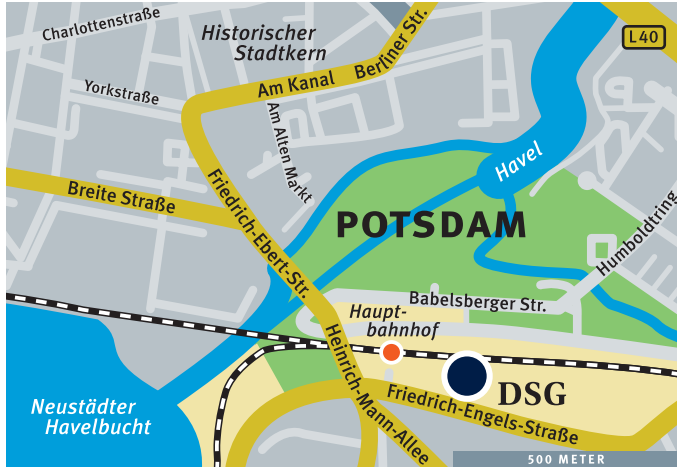 Charlottenstraße
Historischer
Stadtkern
Berliner Str.
L40
Am Kanal
Yorkstraße
Am Alten Markt
Havel
Breite Straße
Friedrich-Ebert-Str.
POTSDAM
Humboldtring
Babelsberger Str.
Haupt-
bahnhof
Heinrich-Mann-Allee
DSG
Friedrich-Engels-Straße
Neustädter
Havelbucht
500 METER